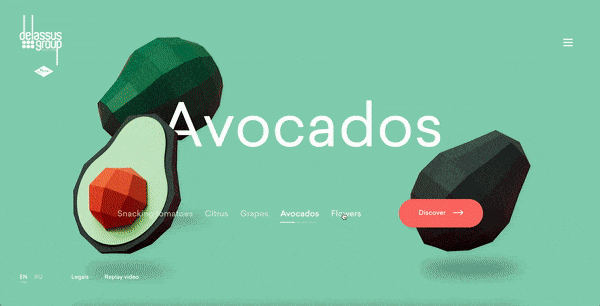 delassus
group
Avocados
Snacking tomatoes Citrus Grapes Avocados Flowers
Discover
EN RU Legals Replay video